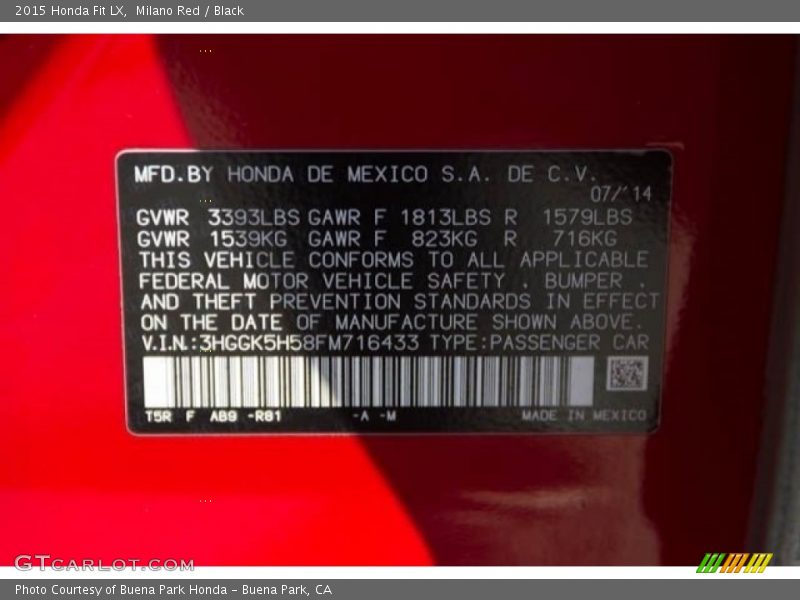 2015 Honda Fit LX,  Milano Red / Black
MFD.BY HONDA DE MEXICO S.A. DE C.V.
07/'14
GVWR 3393LBS GAWR F 1813LBS R 1579LBS
GVWR 1539KG GAWR F 823KG R 716KG
THIS VEHICLE CONFORMS TO ALL APPLICABLE
FEDERAL MOTOR VEHICLE SAFETY , BUMPER ,
AND THEFT PREVENTION STANDARDS IN EFFECT
ON THE DATE OF MANUFACTURE SHOWN ABOVE.
V.I.N.:3HGGK5H58FM716433 TYPE:PASSENGER CAR
T5R F AB9 -R81 -A -M MADE IN MEXICO
GTCARLOT.COM
Photo Courtesy of Buena Park Honda - Buena Park, CA